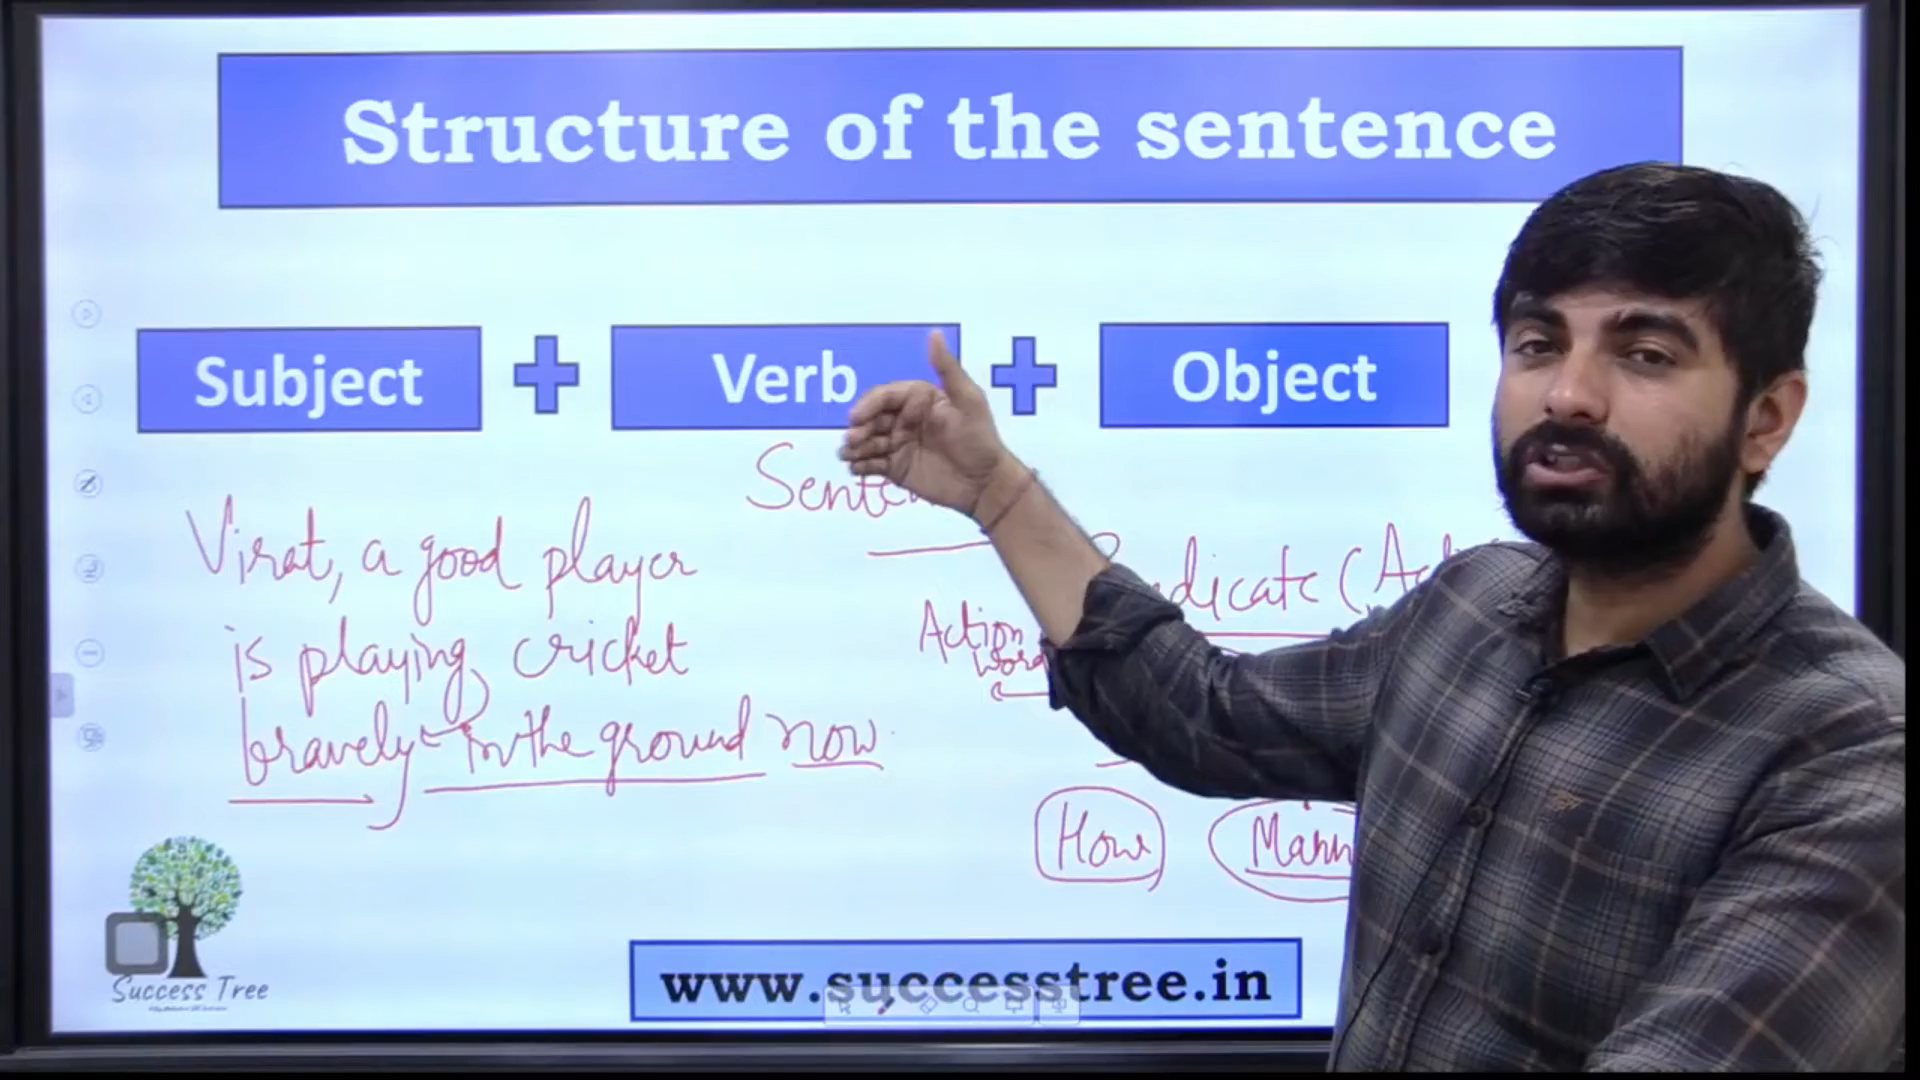 Structure of the sentence
Subject + Verb + Object
Virat, a good player
is playing cricket
bravely in the ground now.
Action
word
How
www.successtree.in
Success Tree